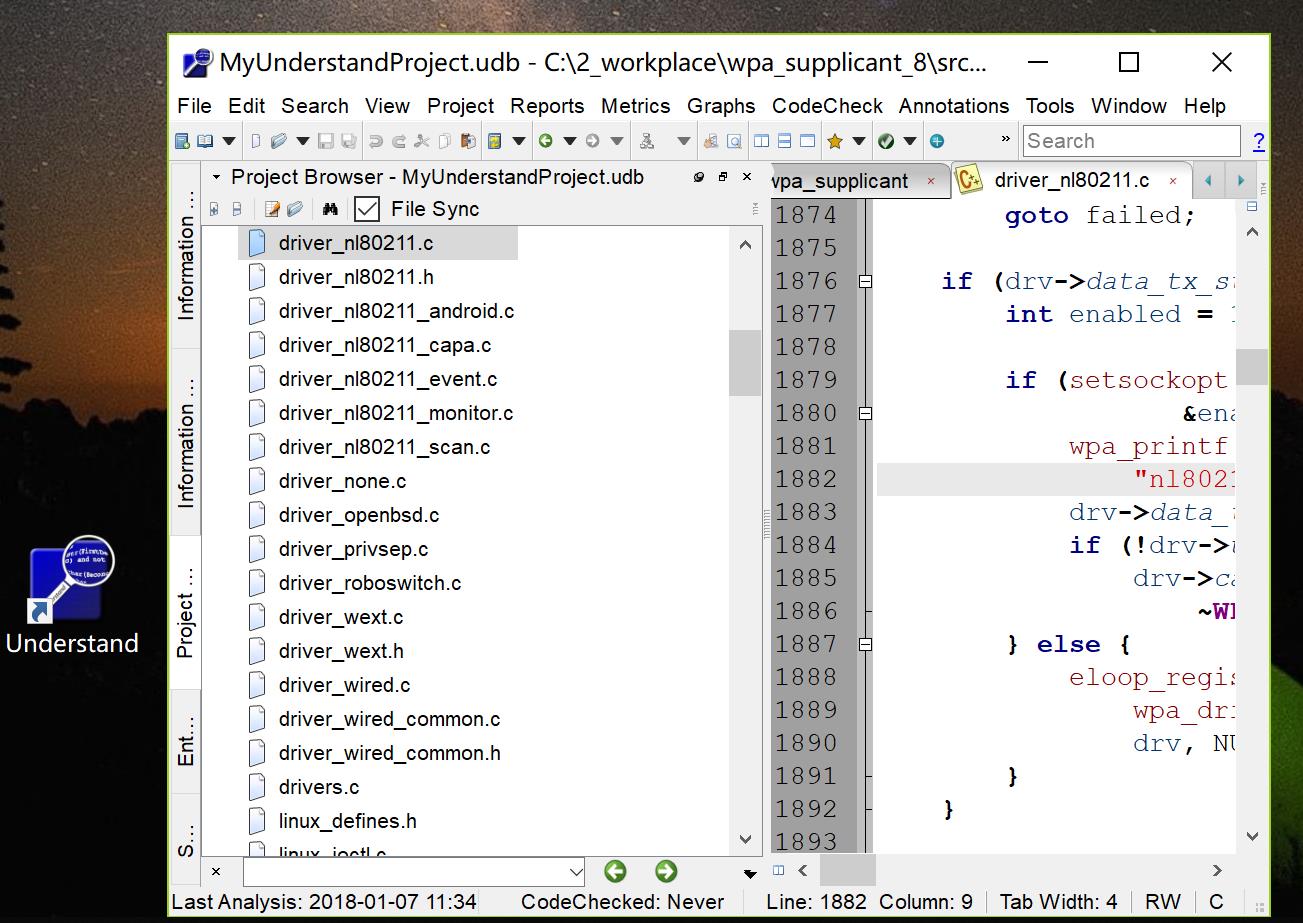 MyUnderstandProject.udb - C:\2_workplace\wpa_supplicant_8\src...
File Edit Search View Project Reports Metrics Graphs CodeCheck Annotations Tools Window Help
» Search ?
Information ...
Information ...
Project ...
Ent...
S...
Project Browser - MyUnderstandProject.udb
File Sync
driver_nl80211.c
driver_nl80211.h
driver_nl80211_android.c
driver_nl80211_capa.c
driver_nl80211_event.c
driver_nl80211_monitor.c
driver_nl80211_scan.c
driver_none.c
driver_openbsd.c
driver_privsep.c
driver_roboswitch.c
driver_wext.c
driver_wext.h
driver_wired.c
driver_wired_common.c
driver_wired_common.h
drivers.c
linux_defines.h
linux_ioctl.c
wpa_supplicant × driver_nl80211.c ×
1874 goto failed;
1875
1876 if (drv->data_tx_st
1877 int enabled = 1
1878
1879 if (setsockopt
1880 &ena
1881 wpa_printf
1882 "nl8021
1883 drv->data_t
1884 if (!drv->
1885 drv->ca
1886 ~WP
1887 } else {
1888 eloop_regis
1889 wpa_dri
1890 drv, NU
1891 }
1892 }
1893
Understand
Last Analysis: 2018-01-07 11:34 CodeChecked: Never Line: 1882 Column: 9 Tab Width: 4 RW C